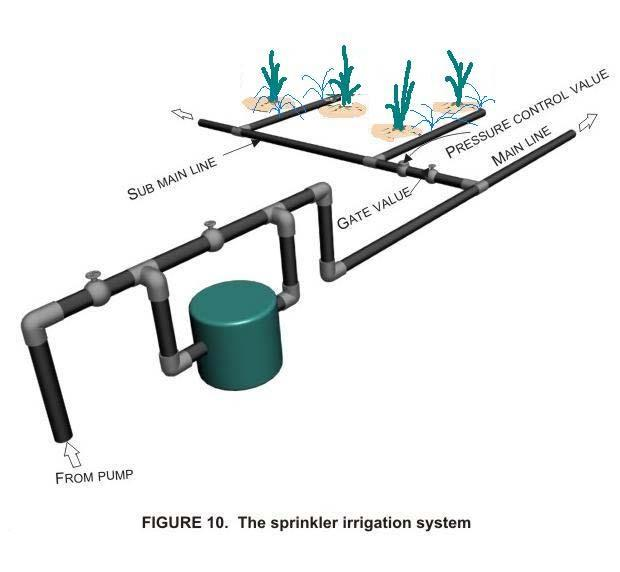 PRESSURE CONTROL VALUE
MAIN LINE
SUB MAIN LINE
GATE VALUE
FROM PUMP
FIGURE 10. The sprinkler irrigation system